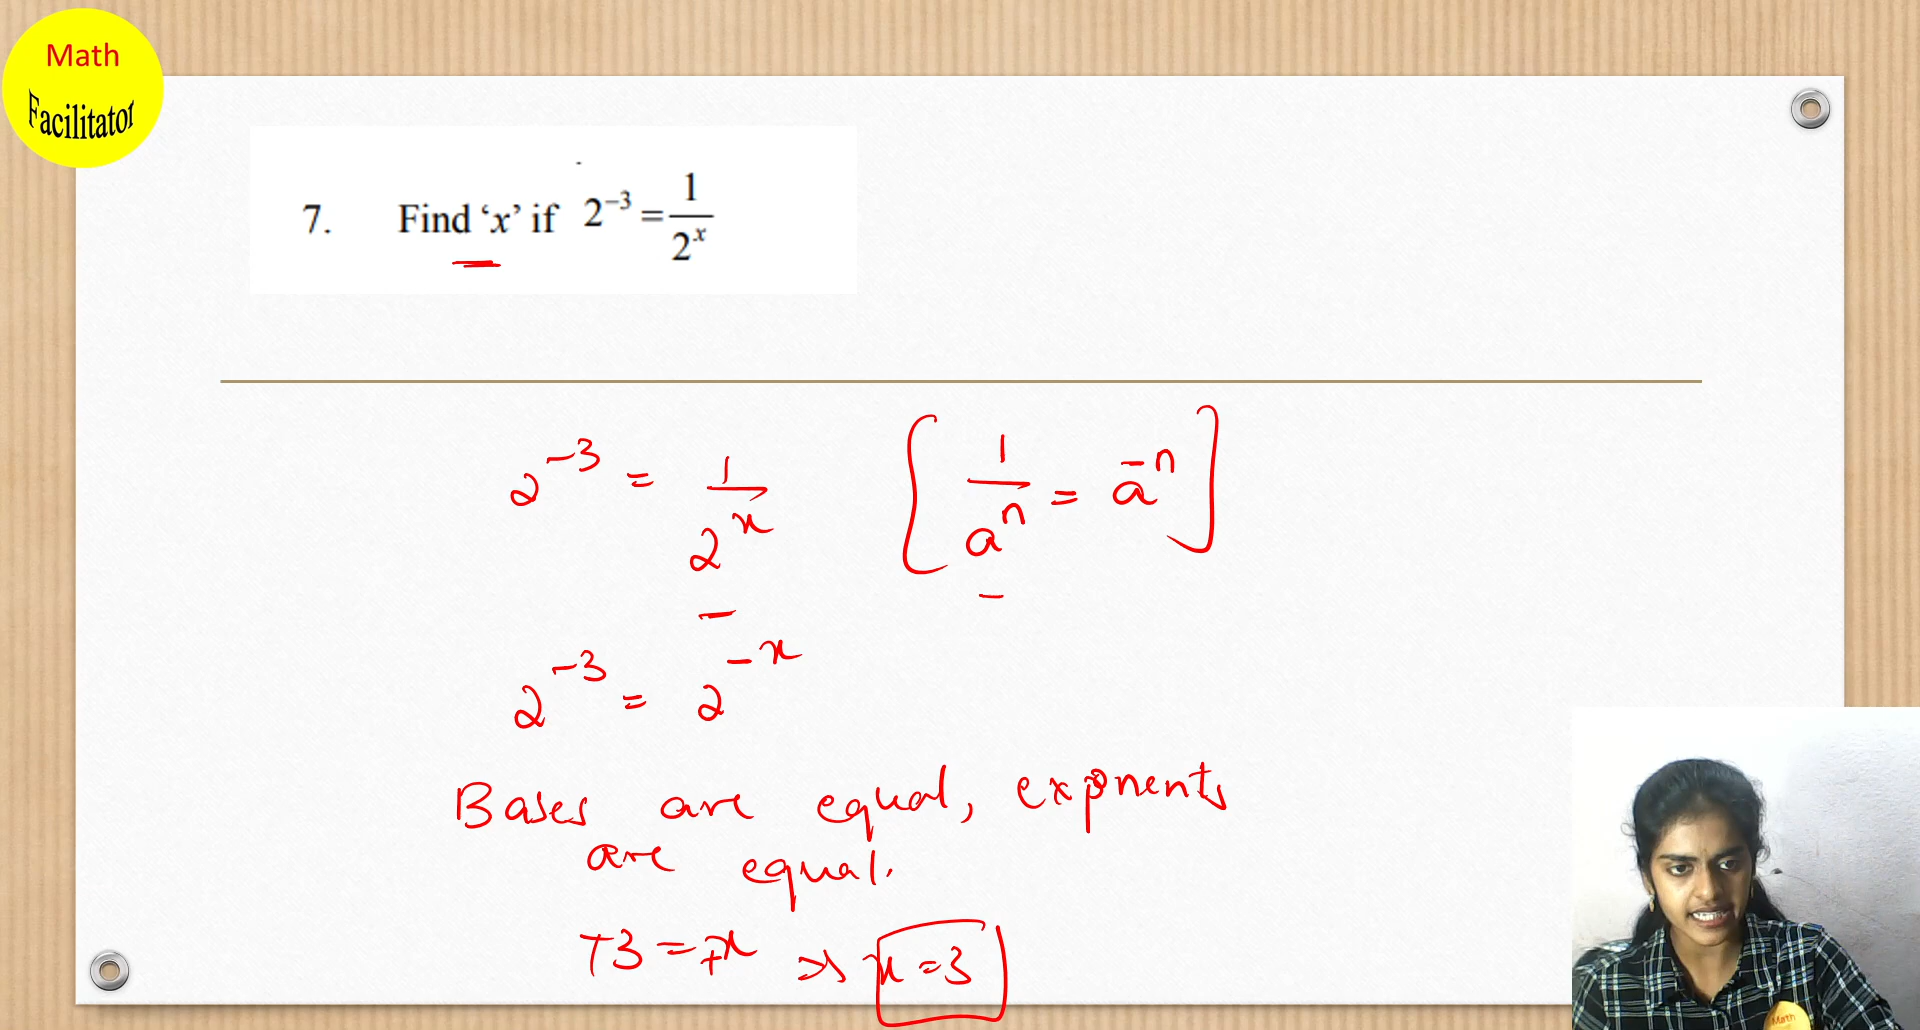 Math
Facilitator
7. Find ‘x’ if 2⁻³ = 1/2ˣ
2⁻³ = 1/2ˣ [1/aⁿ = a⁻ⁿ]
2⁻³ = 2⁻ˣ
Bases are equal, exponents
are equal.
+3 = +x ⇒ x = 3
Math